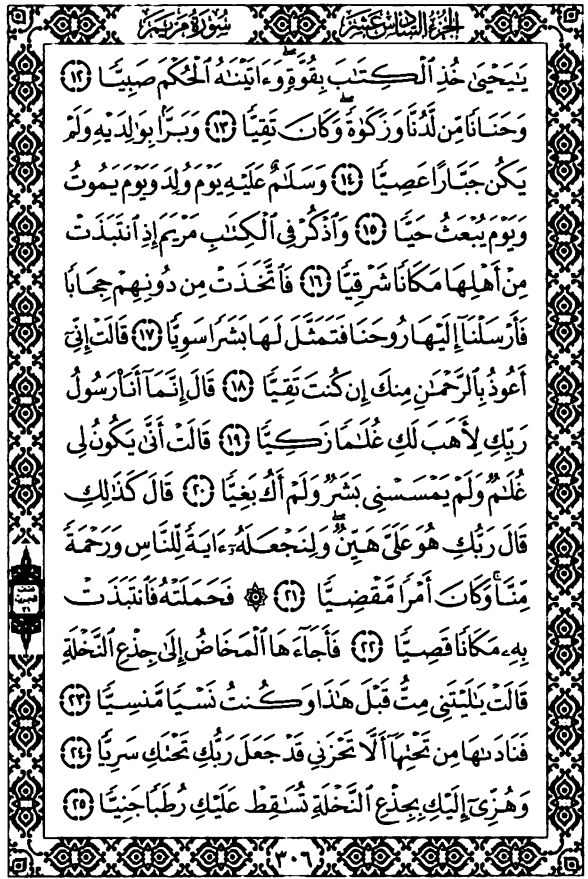 الجزء السادس عشر سورة مريم
يَٰيَحۡيَىٰ خُذِ ٱلۡكِتَٰبَ بِقُوَّةٖۖ وَءَاتَيۡنَٰهُ ٱلۡحُكۡمَ صَبِيّٗا ١٢
وَحَنَانٗا مِّن لَّدُنَّا وَزَكَوٰةٗۖ وَكَانَ تَقِيّٗا ١٣ وَبَرَّۢا بِوَٰلِدَيۡهِ وَلَمۡ
يَكُن جَبَّارًا عَصِيّٗا ١٤ وَسَلَٰمٌ عَلَيۡهِ يَوۡمَ وُلِدَ وَيَوۡمَ يَمُوتُ
وَيَوۡمَ يُبۡعَثُ حَيّٗا ١٥ وَٱذۡكُرۡ فِي ٱلۡكِتَٰبِ مَرۡيَمَ إِذِ ٱنتَبَذَتۡ
مِنۡ أَهۡلِهَا مَكَانٗا شَرۡقِيّٗا ١٦ فَٱتَّخَذَتۡ مِن دُونِهِمۡ حِجَابٗا
فَأَرۡسَلۡنَآ إِلَيۡهَا رُوحَنَا فَتَمَثَّلَ لَهَا بَشَرٗا سَوِيّٗا ١٧ قَالَتۡ إِنِّيٓ
أَعُوذُ بِٱلرَّحۡمَٰنِ مِنكَ إِن كُنتَ تَقِيّٗا ١٨ قَالَ إِنَّمَآ أَنَا۠ رَسُولُ
رَبِّكِ لِأَهَبَ لَكِ غُلَٰمٗا زَكِيّٗا ١٩ قَالَتۡ أَنَّىٰ يَكُونُ لِي
غُلَٰمٞ وَلَمۡ يَمۡسَسۡنِي بَشَرٞ وَلَمۡ أَكُ بَغِيّٗا ٢٠ قَالَ كَذَٰلِكِ
قَالَ رَبُّكِ هُوَ عَلَيَّ هَيِّنٞۖ وَلِنَجۡعَلَهُۥٓ ءَايَةٗ لِّلنَّاسِ وَرَحۡمَةٗ
مِّنَّاۚ وَكَانَ أَمۡرٗا مَّقۡضِيّٗا ٢١ ۞ فَحَمَلَتۡهُ فَٱنتَبَذَتۡ
بِهِۦ مَكَانٗا قَصِيّٗا ٢٢ فَأَجَآءَهَا ٱلۡمَخَاضُ إِلَىٰ جِذۡعِ ٱلنَّخۡلَةِ
قَالَتۡ يَٰلَيۡتَنِي مِتُّ قَبۡلَ هَٰذَا وَكُنتُ نَسۡيٗا مَّنسِيّٗا ٢٣
فَنَادَىٰهَا مِن تَحۡتِهَآ أَلَّا تَحۡزَنِي قَدۡ جَعَلَ رَبُّكِ تَحۡتَكِ سَرِيّٗا ٢٤
وَهُزِّيٓ إِلَيۡكِ بِجِذۡعِ ٱلنَّخۡلَةِ تُسَٰقِطۡ عَلَيۡكِ رُطَبٗا جَنِيّٗا ٢٥
٣٠٦